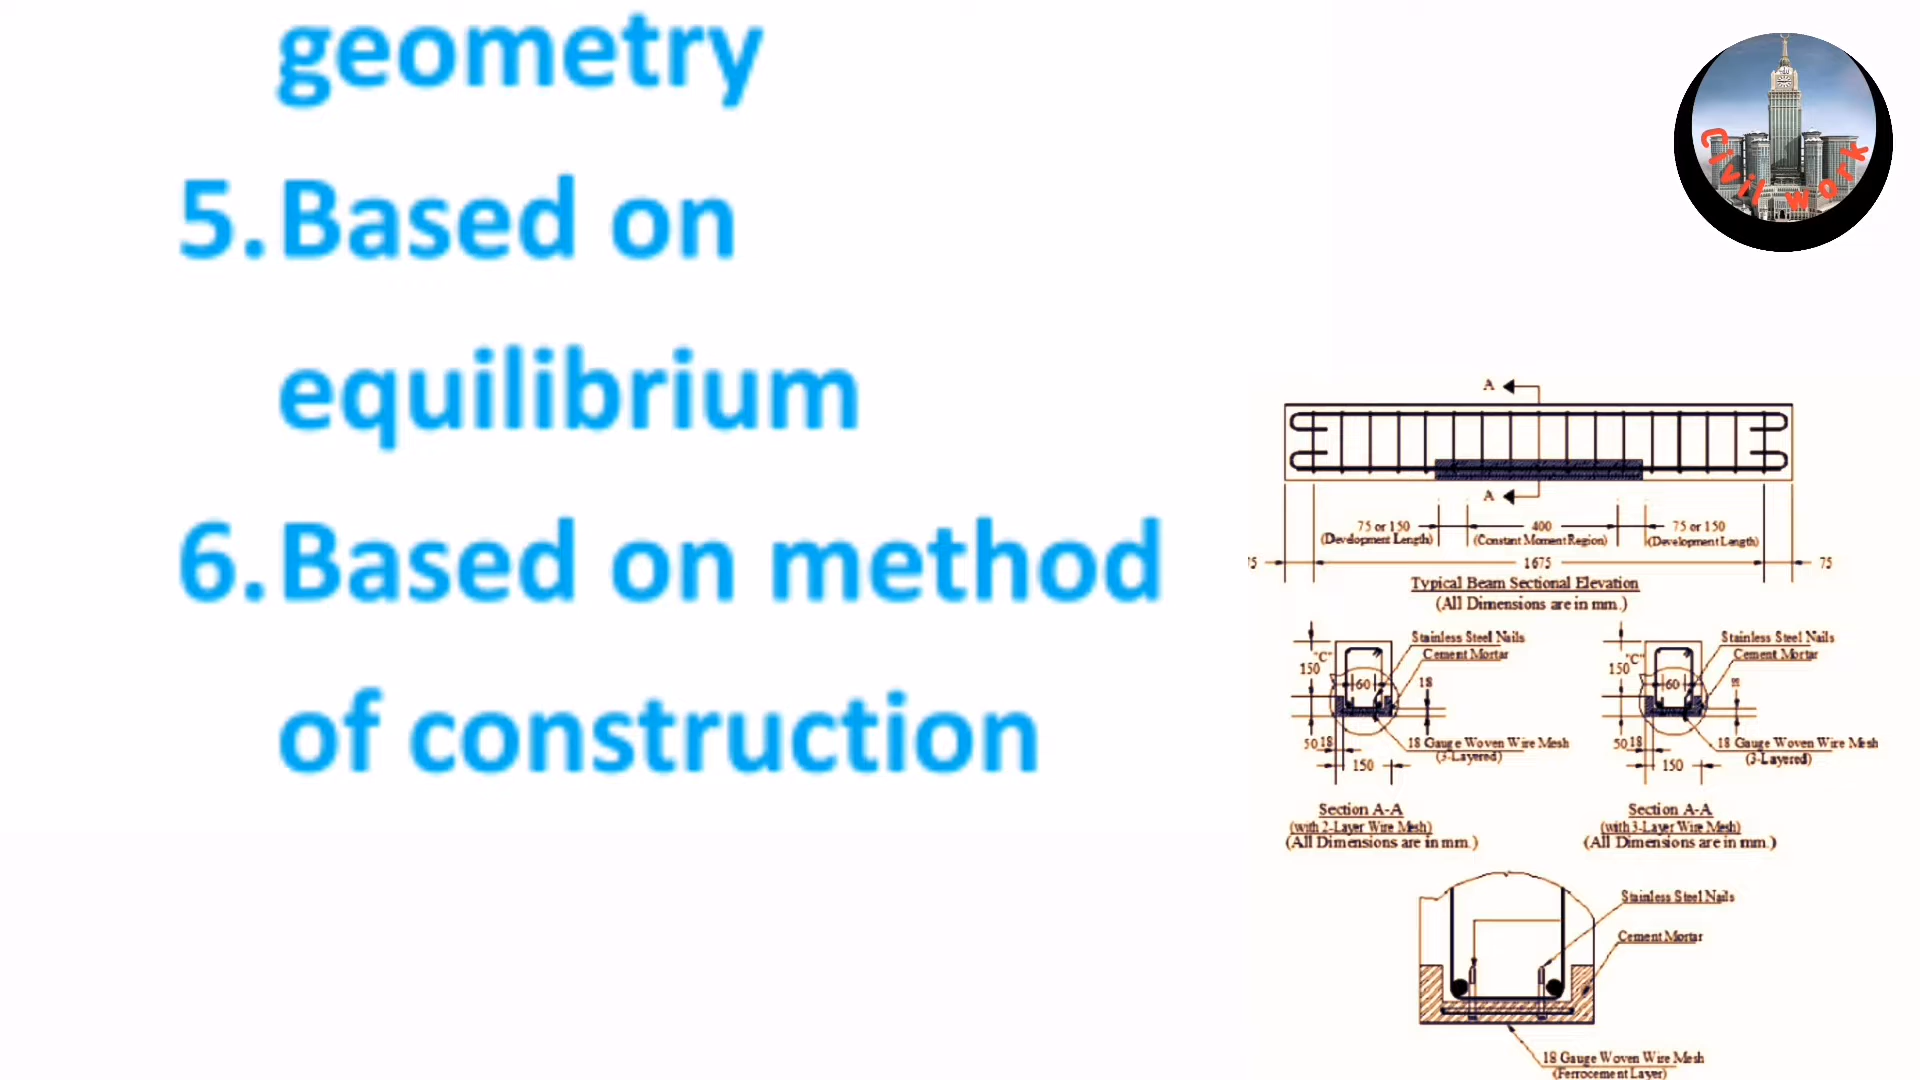 geometry
5. Based on
equilibrium
6. Based on method
of construction
Civil work
A
A
75 or 150
400
75 or 150
(Development Length)
(Constant Moment Region)
(Development Length)
1675
75
Typical Beam Sectional Elevation
(All Dimensions are in mm.)
Stainless Steel Nails
Cement Mortar
"C"
150
60
18
50
18
18 Gauge Woven Wire Mesh
(3-Layered)
150
Section A-A
(with 2-Layer Wire Mesh)
(All Dimensions are in mm.)
Stainless Steel Nails
Cement Mortar
"C"
150
60
50
18
18 Gauge Woven Wire Mesh
(3-Layered)
150
Section A-A
(with 3-Layer Wire Mesh)
(All Dimensions are in mm.)
Stainless Steel Nails
Cement Mortar
18 Gauge Woven Wire Mesh
(Ferrocement Layer)